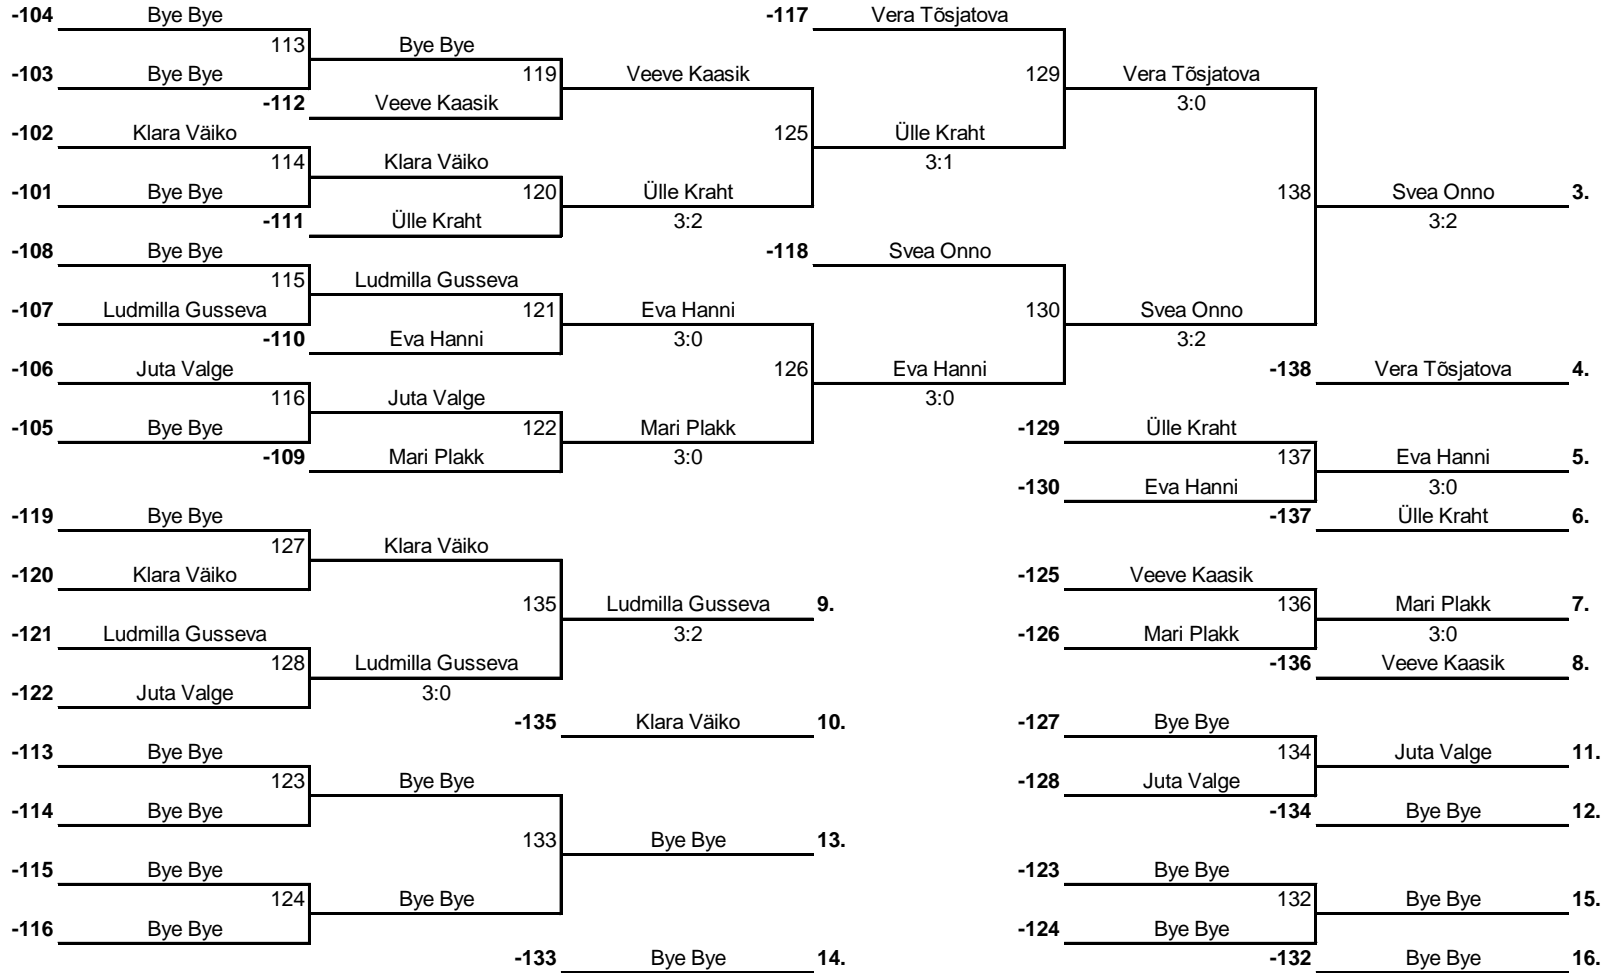 -104 Bye Bye -117 Vera Tõsjatova
113 Bye Bye
-103 Bye Bye 119 Veeve Kaasik 129 Vera Tõsjatova
-112 Veeve Kaasik 3:0
-102 Klara Väiko 125 Ülle Kraht
114 Klara Väiko 3:1
-101 Bye Bye 120 Ülle Kraht 138 Svea Onno 3.
-111 Ülle Kraht 3:2 3:2
-108 Bye Bye -118 Svea Onno
115 Ludmilla Gusseva
-107 Ludmilla Gusseva 121 Eva Hanni 130 Svea Onno
-110 Eva Hanni 3:0 3:2
-106 Juta Valge 126 Eva Hanni -138 Vera Tõsjatova 4.
116 Juta Valge 3:0
-105 Bye Bye 122 Mari Plakk -129 Ülle Kraht
-109 Mari Plakk 3:0 137 Eva Hanni 5.
-130 Eva Hanni 3:0
-119 Bye Bye -137 Ülle Kraht 6.
127 Klara Väiko
-120 Klara Väiko -125 Veeve Kaasik
135 Ludmilla Gusseva 9. 136 Mari Plakk 7.
-121 Ludmilla Gusseva 3:2 -126 Mari Plakk 3:0
128 Ludmilla Gusseva -136 Veeve Kaasik 8.
-122 Juta Valge 3:0
-135 Klara Väiko 10. -127 Bye Bye
-113 Bye Bye 134 Juta Valge 11.
123 Bye Bye -128 Juta Valge
-114 Bye Bye -134 Bye Bye 12.
133 Bye Bye 13.
-115 Bye Bye -123 Bye Bye
124 Bye Bye 132 Bye Bye 15.
-116 Bye Bye -124 Bye Bye
-133 Bye Bye 14. -132 Bye Bye 16.